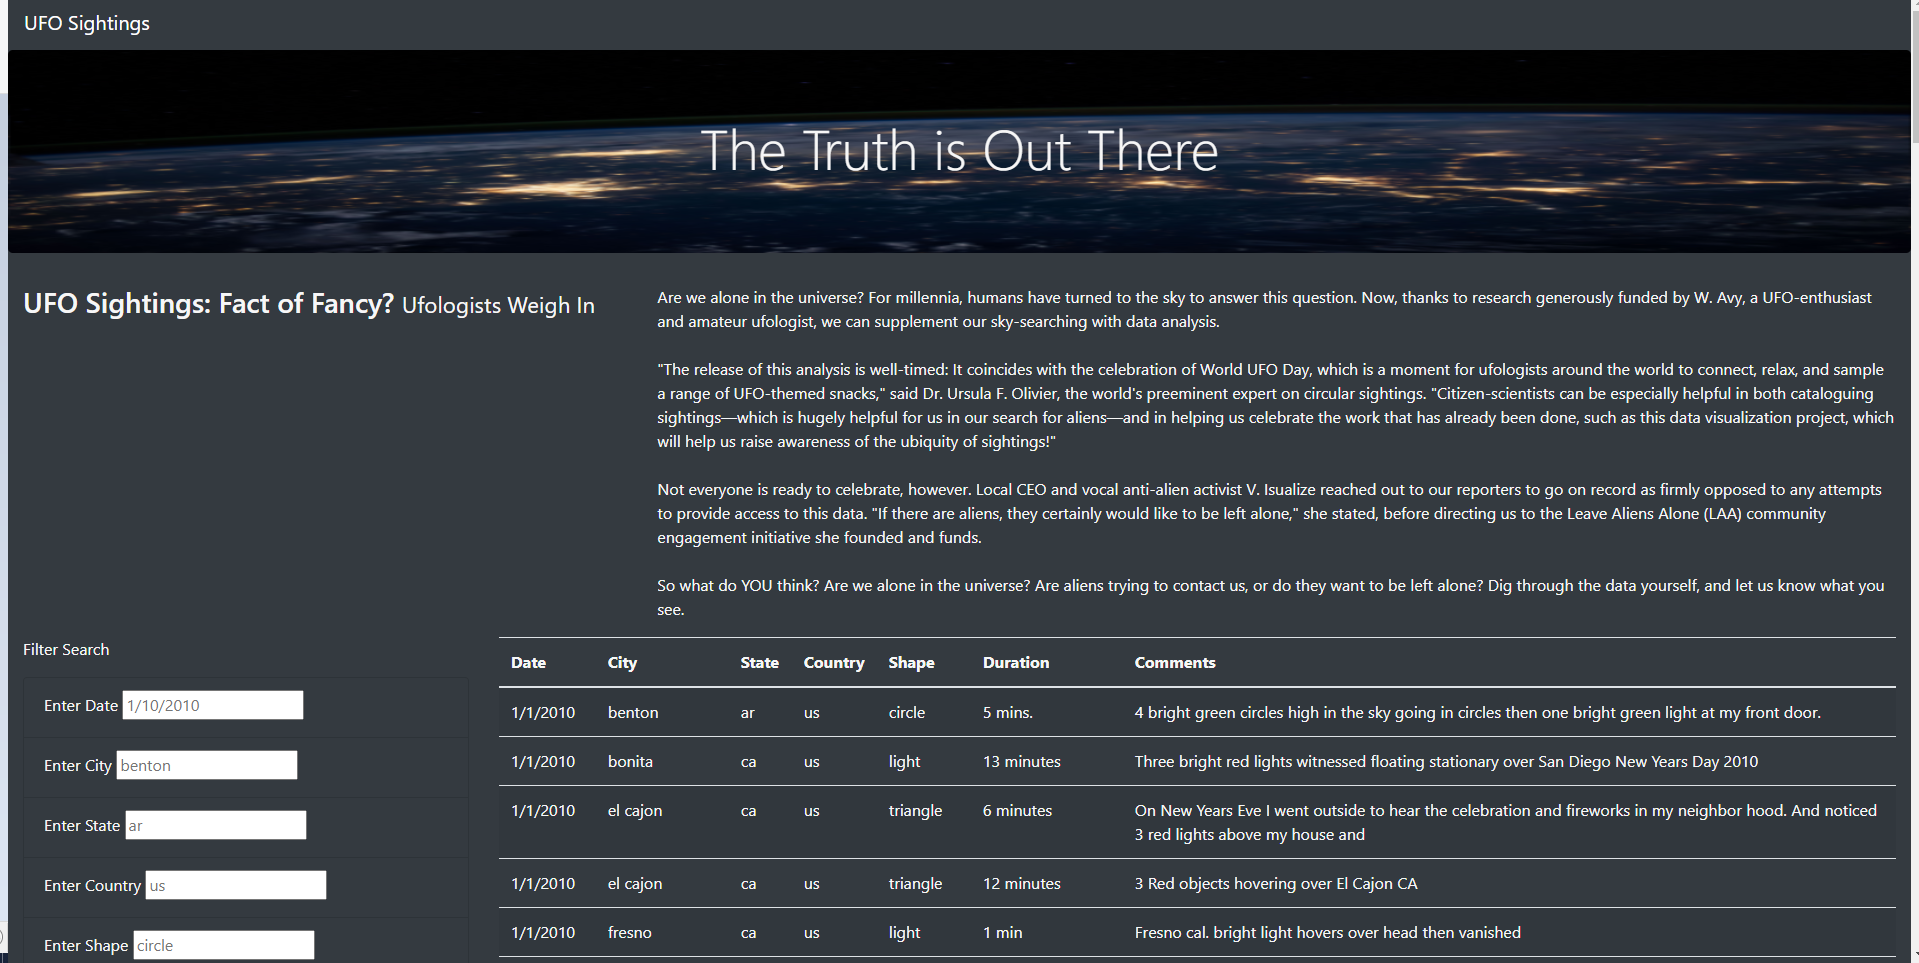 UFO Sightings
The Truth is Out There
UFO Sightings: Fact of Fancy? Ufologists Weigh In
Are we alone in the universe? For millennia, humans have turned to the sky to answer this question. Now, thanks to research generously funded by W. Avy, a UFO-enthusiast
and amateur ufologist, we can supplement our sky-searching with data analysis.
"The release of this analysis is well-timed: It coincides with the celebration of World UFO Day, which is a moment for ufologists around the world to connect, relax, and sample
a range of UFO-themed snacks," said Dr. Ursula F. Olivier, the world's preeminent expert on circular sightings. "Citizen-scientists can be especially helpful in both cataloguing
sightings—which is hugely helpful for us in our search for aliens—and in helping us celebrate the work that has already been done, such as this data visualization project, which
will help us raise awareness of the ubiquity of sightings!"
Not everyone is ready to celebrate, however. Local CEO and vocal anti-alien activist V. Isualize reached out to our reporters to go on record as firmly opposed to any attempts
to provide access to this data. "If there are aliens, they certainly would like to be left alone," she stated, before directing us to the Leave Aliens Alone (LAA) community
engagement initiative she founded and funds.
So what do YOU think? Are we alone in the universe? Are aliens trying to contact us, or do they want to be left alone? Dig through the data yourself, and let us know what you
see.
Filter Search
Enter Date 1/10/2010
Enter City benton
Enter State ar
Enter Country us
Enter Shape circle
Date City State Country Shape Duration Comments
1/1/2010 benton ar us circle 5 mins. 4 bright green circles high in the sky going in circles then one bright green light at my front door.
1/1/2010 bonita ca us light 13 minutes Three bright red lights witnessed floating stationary over San Diego New Years Day 2010
1/1/2010 el cajon ca us triangle 6 minutes On New Years Eve I went outside to hear the celebration and fireworks in my neighbor hood. And noticed
3 red lights above my house and
1/1/2010 el cajon ca us triangle 12 minutes 3 Red objects hovering over El Cajon CA
1/1/2010 fresno ca us light 1 min Fresno cal. bright light hovers over head then vanished